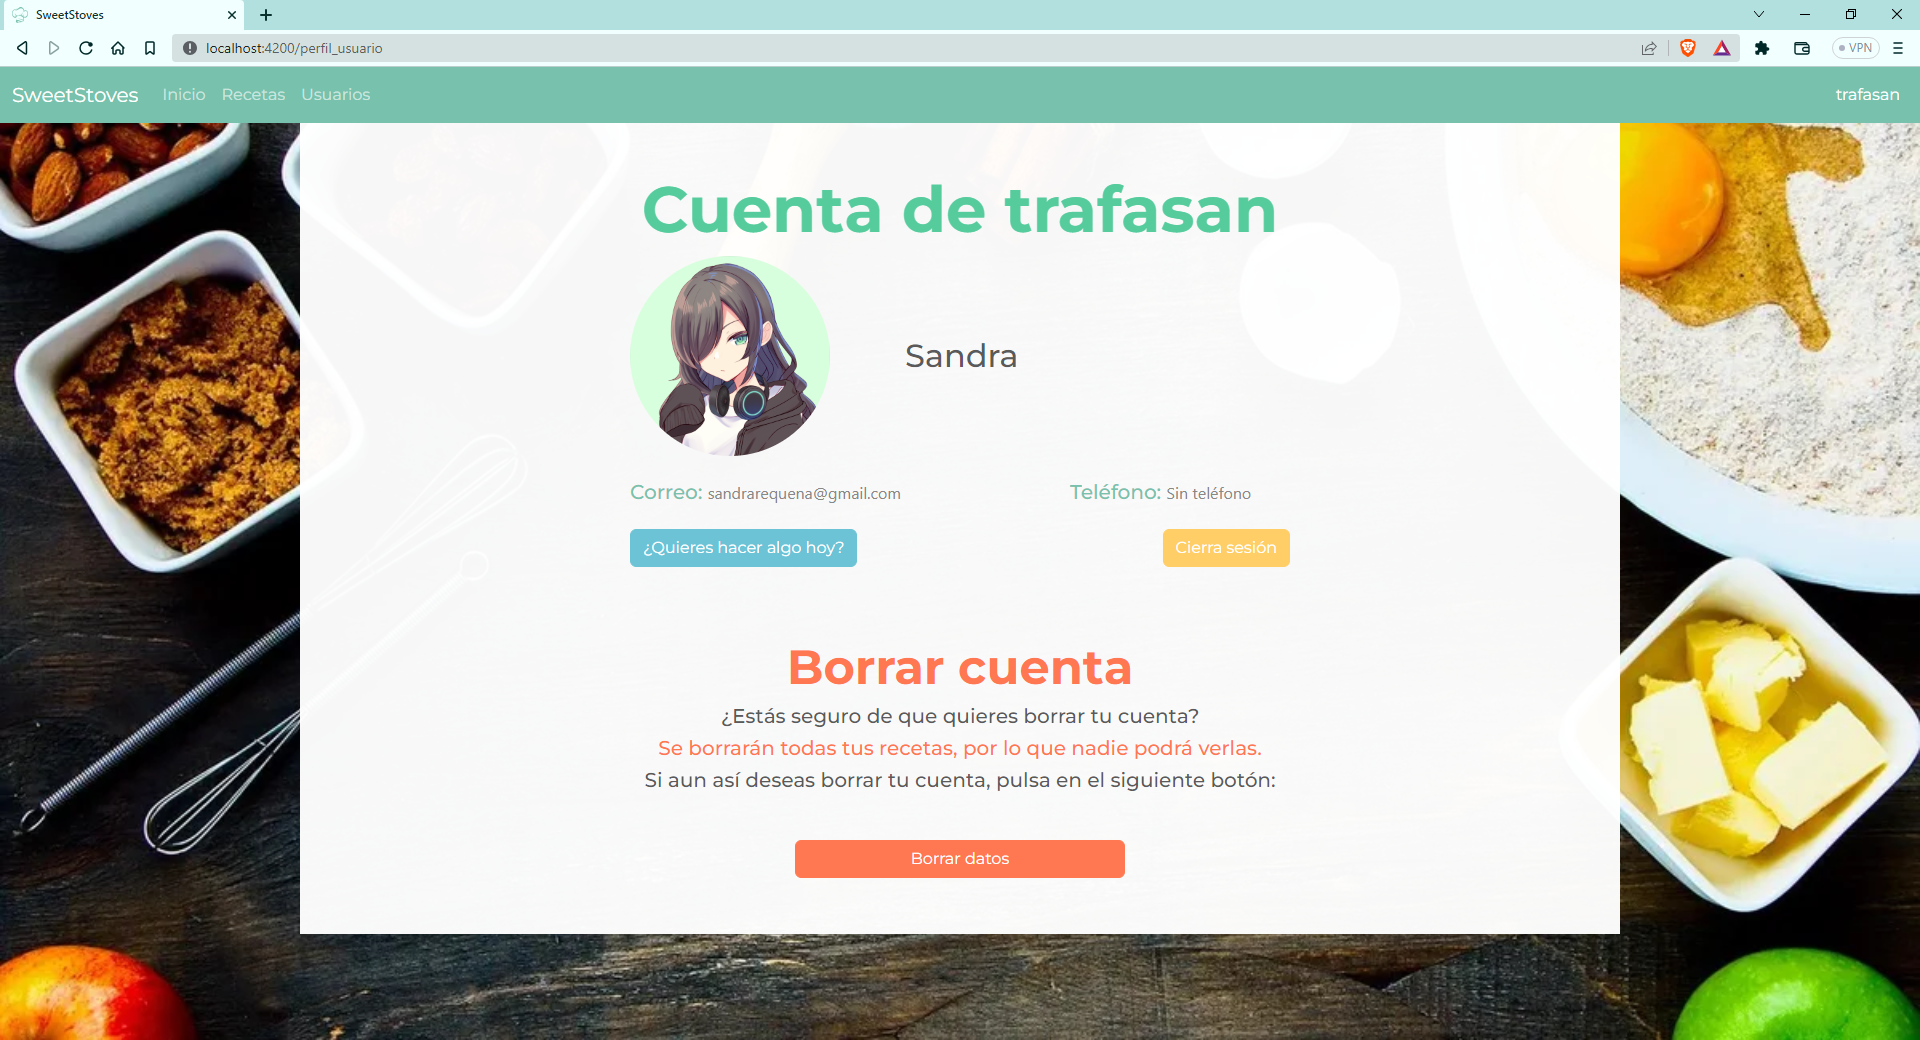 SweetStoves
localhost:4200/perfil_usuario
VPN
SweetStoves Inicio Recetas Usuarios trafasan
Cuenta de trafasan
Sandra
Correo: sandrarequena@gmail.com Teléfono: Sin teléfono
¿Quieres hacer algo hoy? Cierra sesión
Borrar cuenta
¿Estás seguro de que quieres borrar tu cuenta?
Se borrarán todas tus recetas, por lo que nadie podrá verlas.
Si aun así deseas borrar tu cuenta, pulsa en el siguiente botón:
Borrar datos